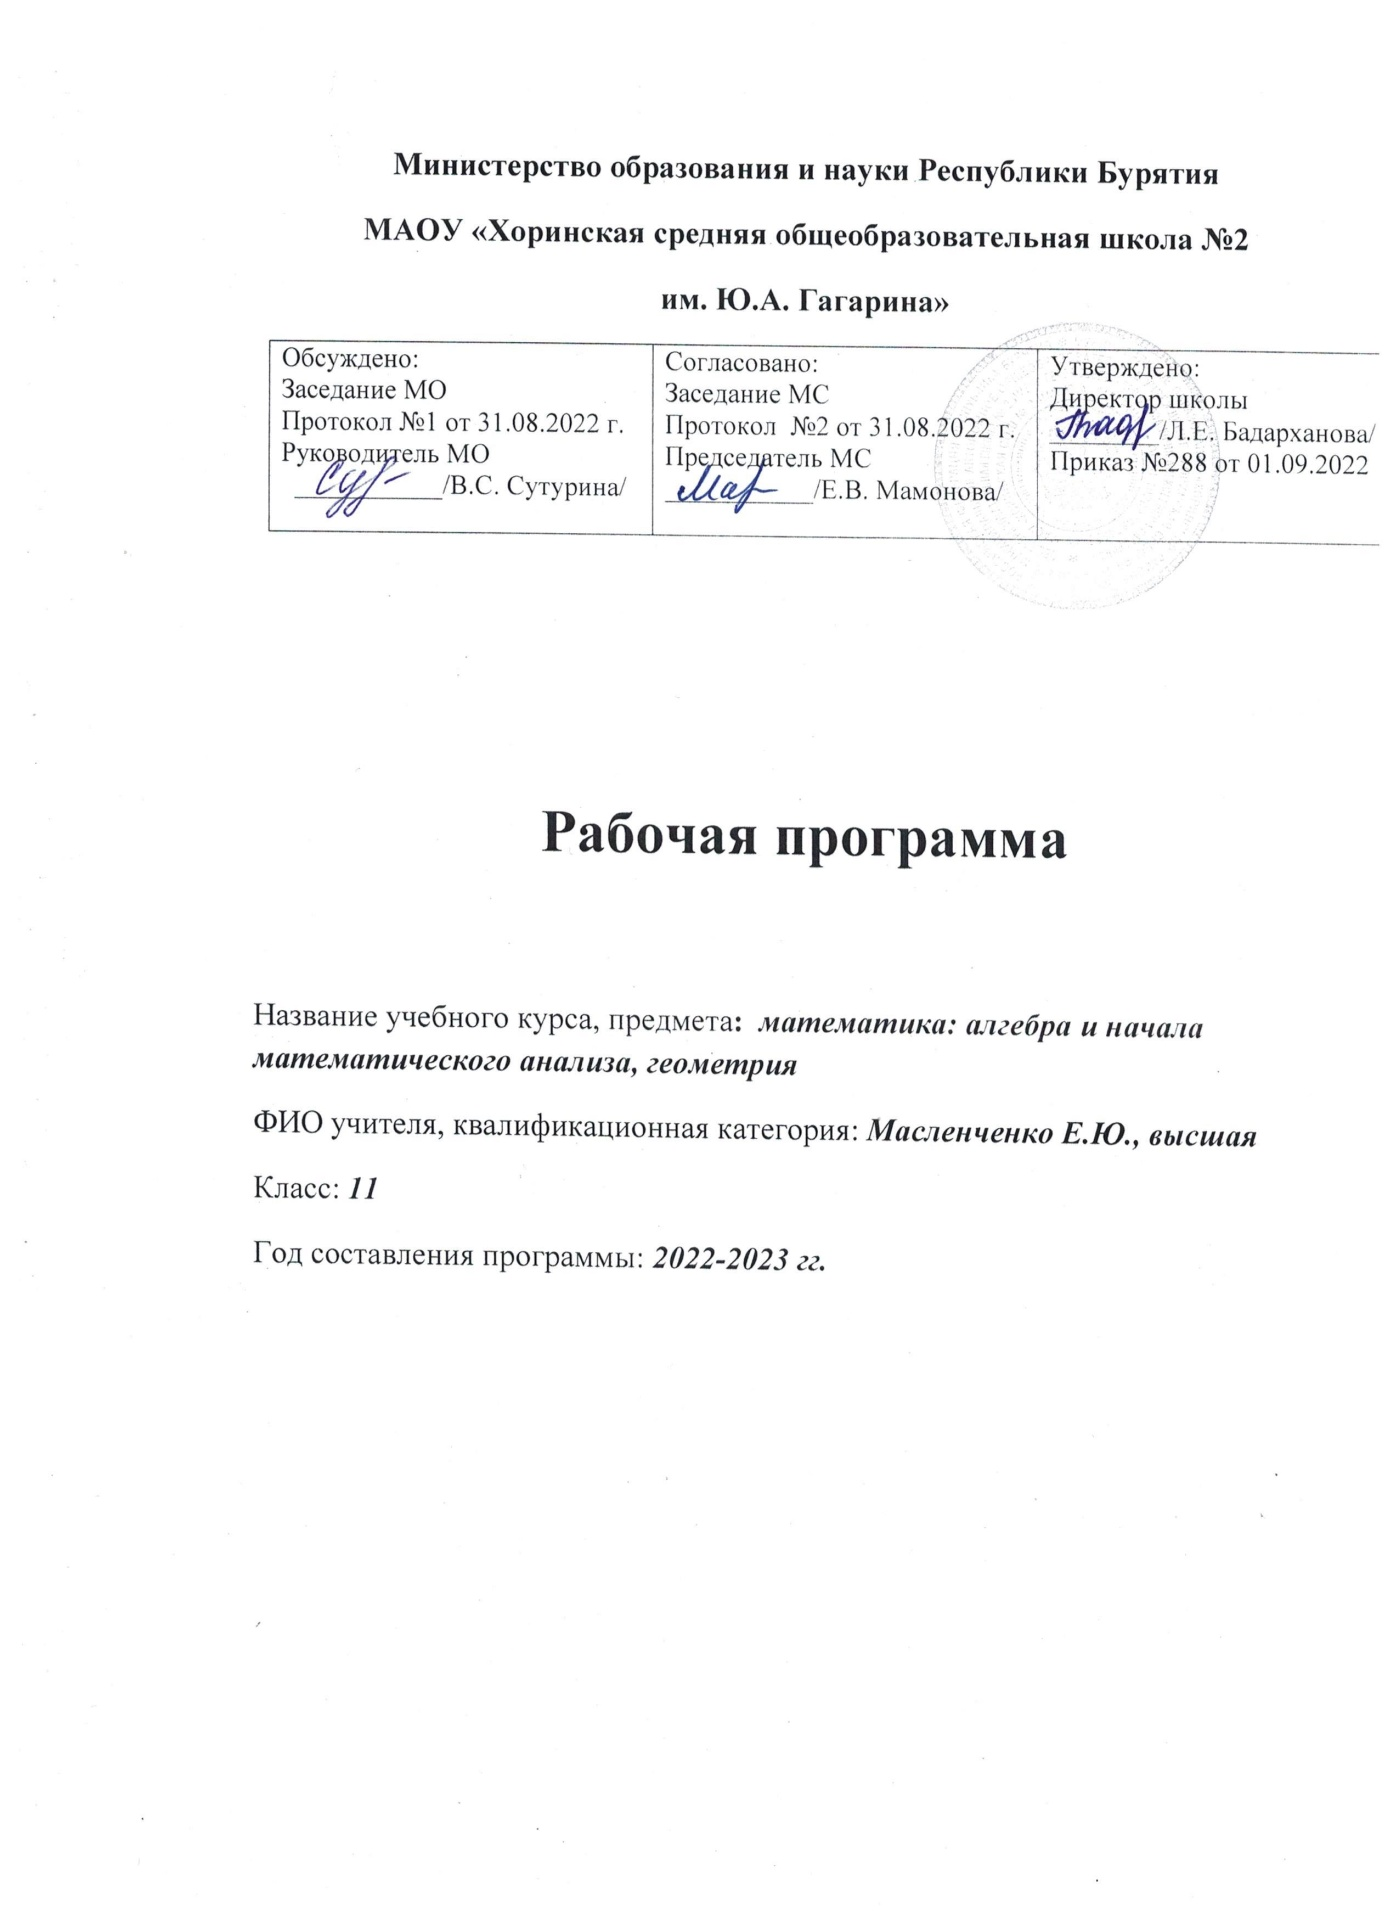 Министерство образования и науки Республики Бурятия
МАОУ «Хоринская средняя общеобразовательная школа №2
им. Ю.А. Гагарина»
Обсуждено:
Заседание МО
Протокол №1 от 31.08.2022 г.
Руководитель МО
____________/В.С. Сутурина/
Согласовано:
Заседание МС
Протокол №2 от 31.08.2022 г.
Председатель МС
____________/Е.В. Мамонова/
Утверждено:
Директор школы
_________/Л.Е. Бадарханова/
Приказ №288 от 01.09.2022
Рабочая программа
Название учебного курса, предмета: математика: алгебра и начала
математического анализа, геометрия
ФИО учителя, квалификационная категория: Масленченко Е.Ю., высшая
Класс: 11
Год составления программы: 2022-2023 гг.